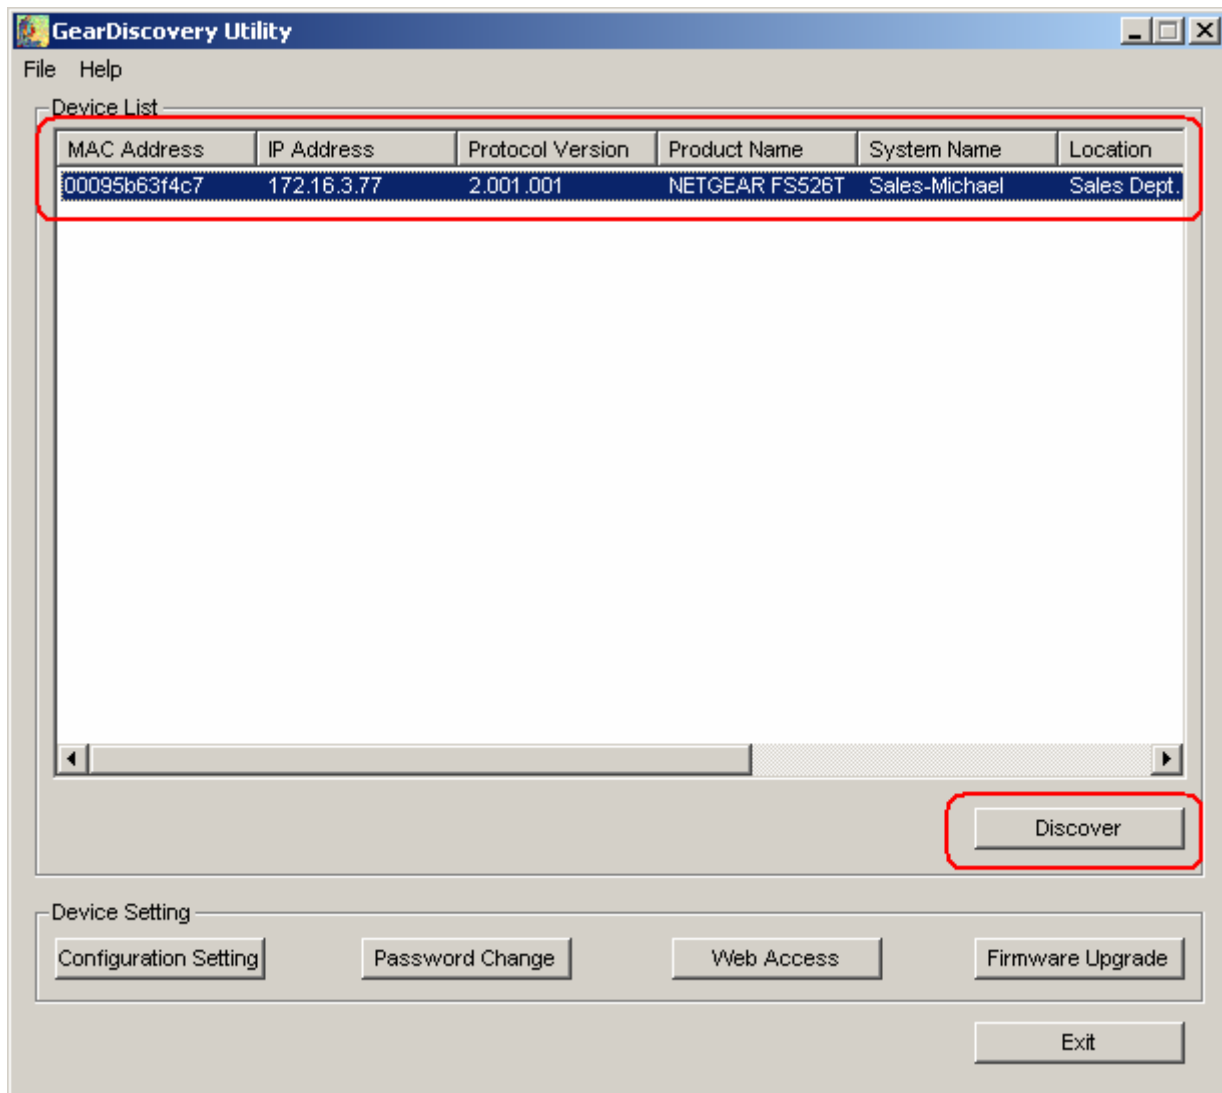 GearDiscovery Utility
File Help
Device List
MAC Address IP Address Protocol Version Product Name System Name Location
00095b63f4c7 172.16.3.77 2.001.001 NETGEAR FS526T Sales-Michael Sales Dept.
Discover
Device Setting
Configuration Setting Password Change Web Access Firmware Upgrade
Exit